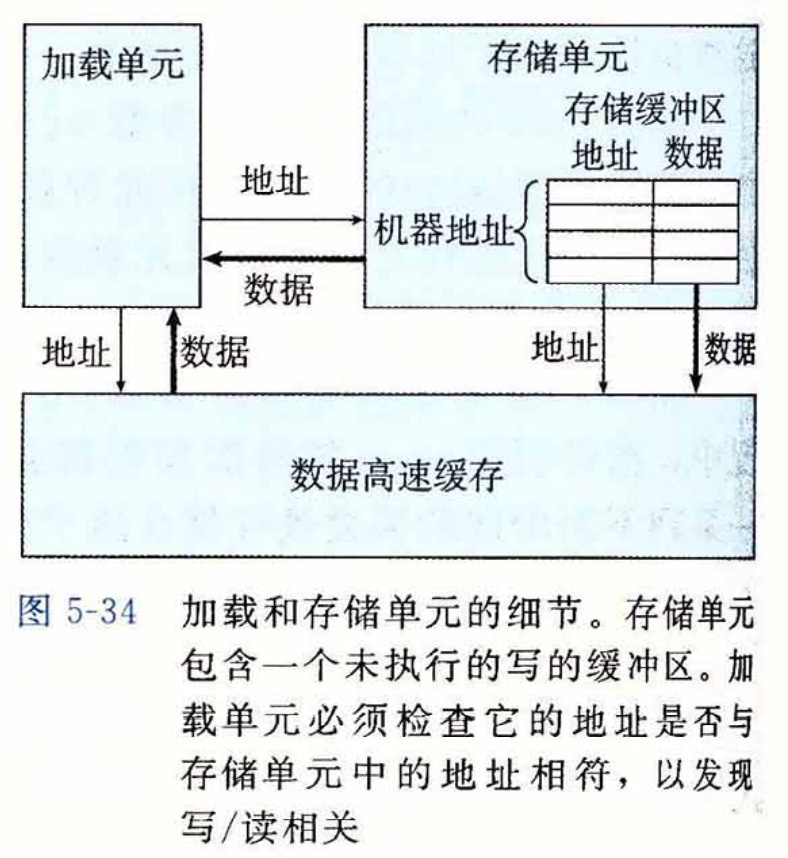 加载单元
存储单元
存储缓冲区
地址 数据
地址
机器地址
数据
地址
数据
地址
数据
数据高速缓存
图 5-34 加载和存储单元的细节。存储单元
包含一个未执行的写的缓冲区。加
载单元必须检查它的地址是否与
存储单元中的地址相符，以发现
写/读相关